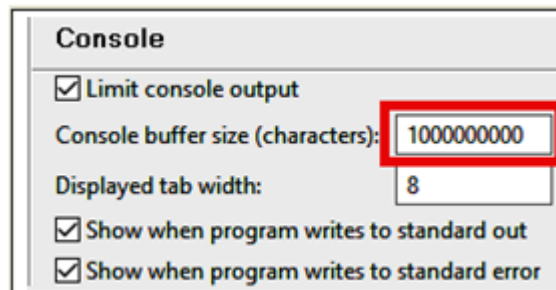 Console
Limit console output
Console buffer size (characters): 1000000000
Displayed tab width: 8
Show when program writes to standard out
Show when program writes to standard error